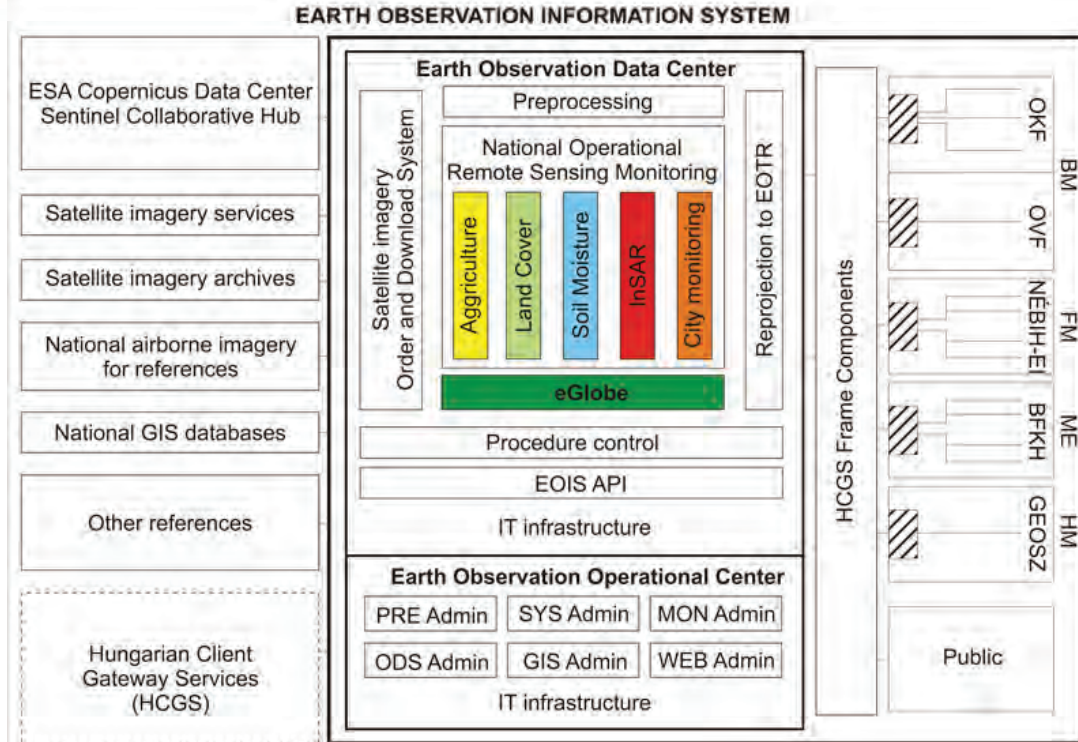 EARTH OBSERVATION INFORMATION SYSTEM
ESA Copernicus Data Center
Sentinel Collaborative Hub
Satellite imagery services
Satellite imagery archives
National airborne imagery
for references
National GIS databases
Other references
Hungarian Client
Gateway Services
(HCGS)
Earth Observation Data Center
Satellite imagery
Order and Download System
Preprocessing
National Operational
Remote Sensing Monitoring
Aggriculture
Land Cover
Soil Moisture
InSAR
City monitoring
eGlobe
Reprojection to EOTR
Procedure control
EOIS API
IT infrastructure
Earth Observation Operational Center
PRE Admin
SYS Admin
MON Admin
ODS Admin
GIS Admin
WEB Admin
IT infrastructure
HCGS Frame Components
OKF
OVF
BM
NÉBIH-EI
FM
BFKH
ME
GEOSZ
HM
Public